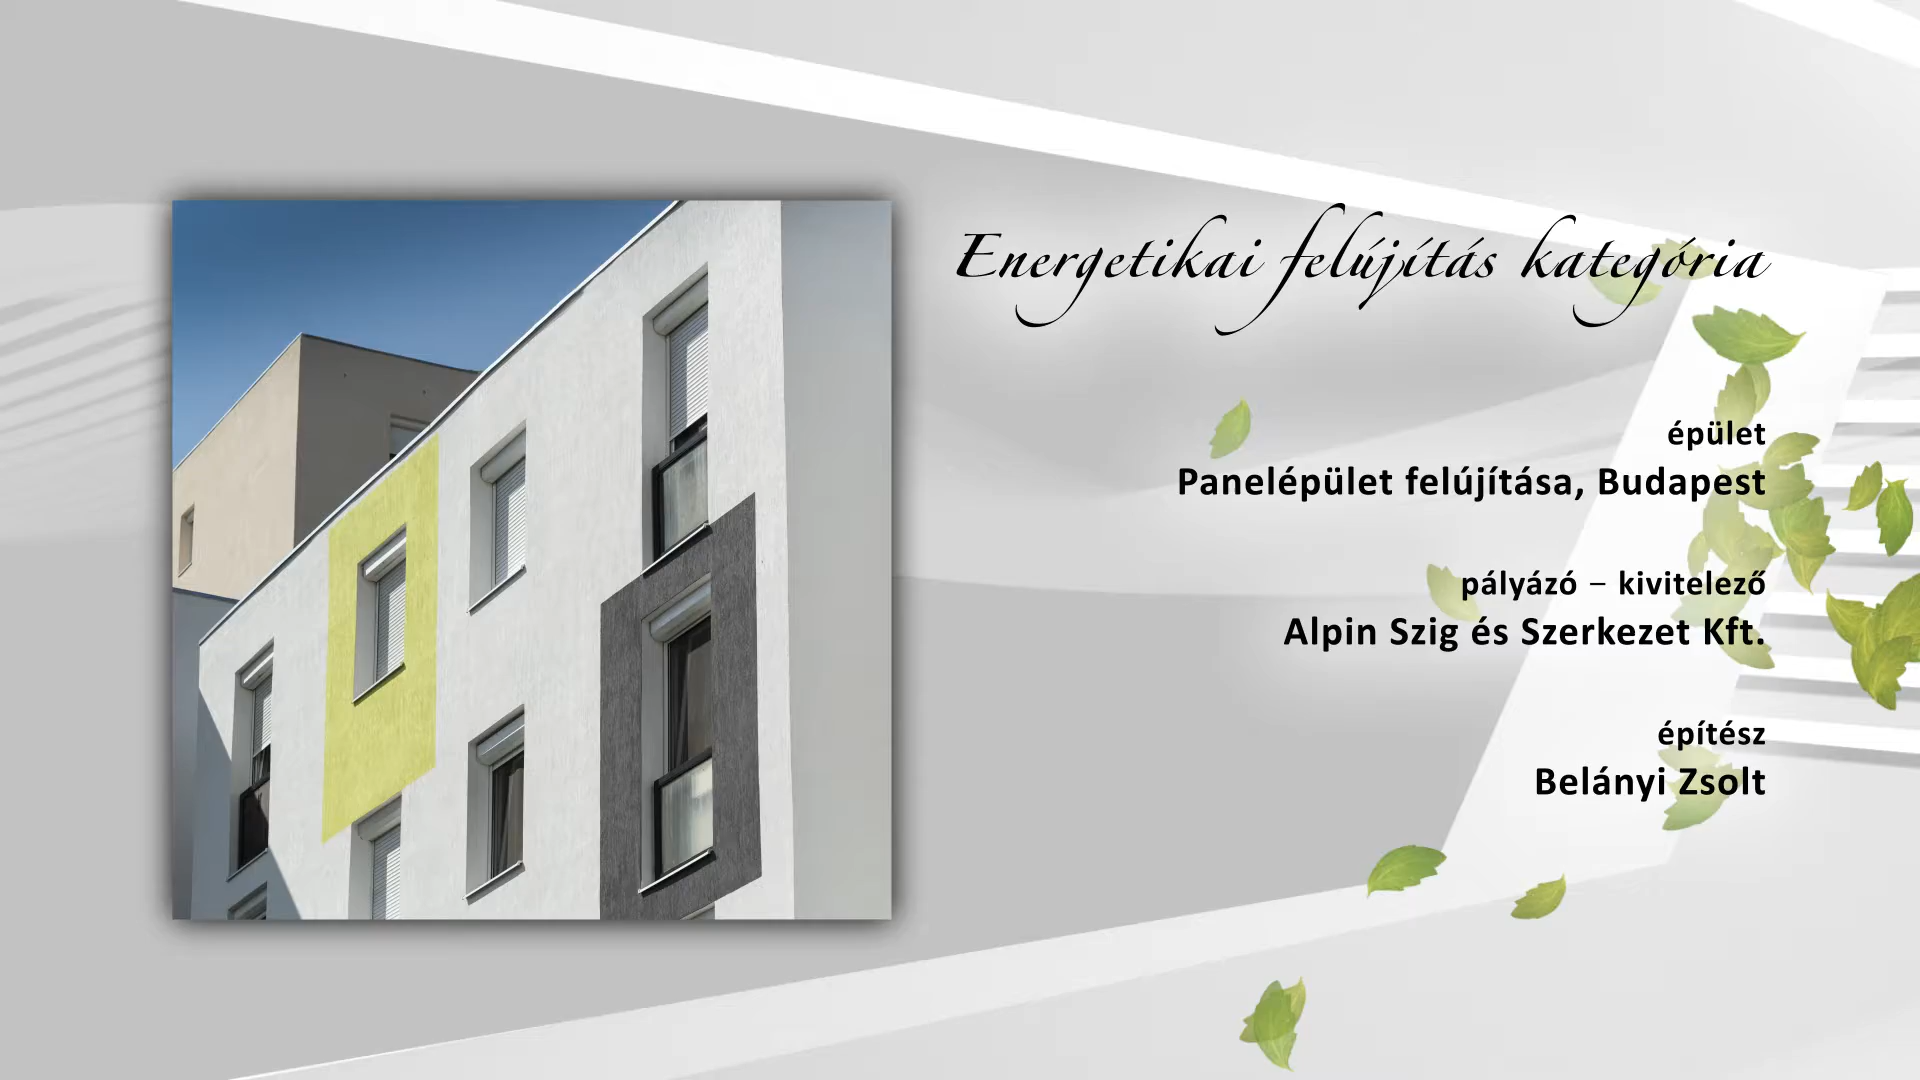 Energetikai felújítás kategória
épület
Panelépület felújítása, Budapest
pályázó – kivitelező
Alpin Szig és Szerkezet Kft.
építész
Belányi Zsolt